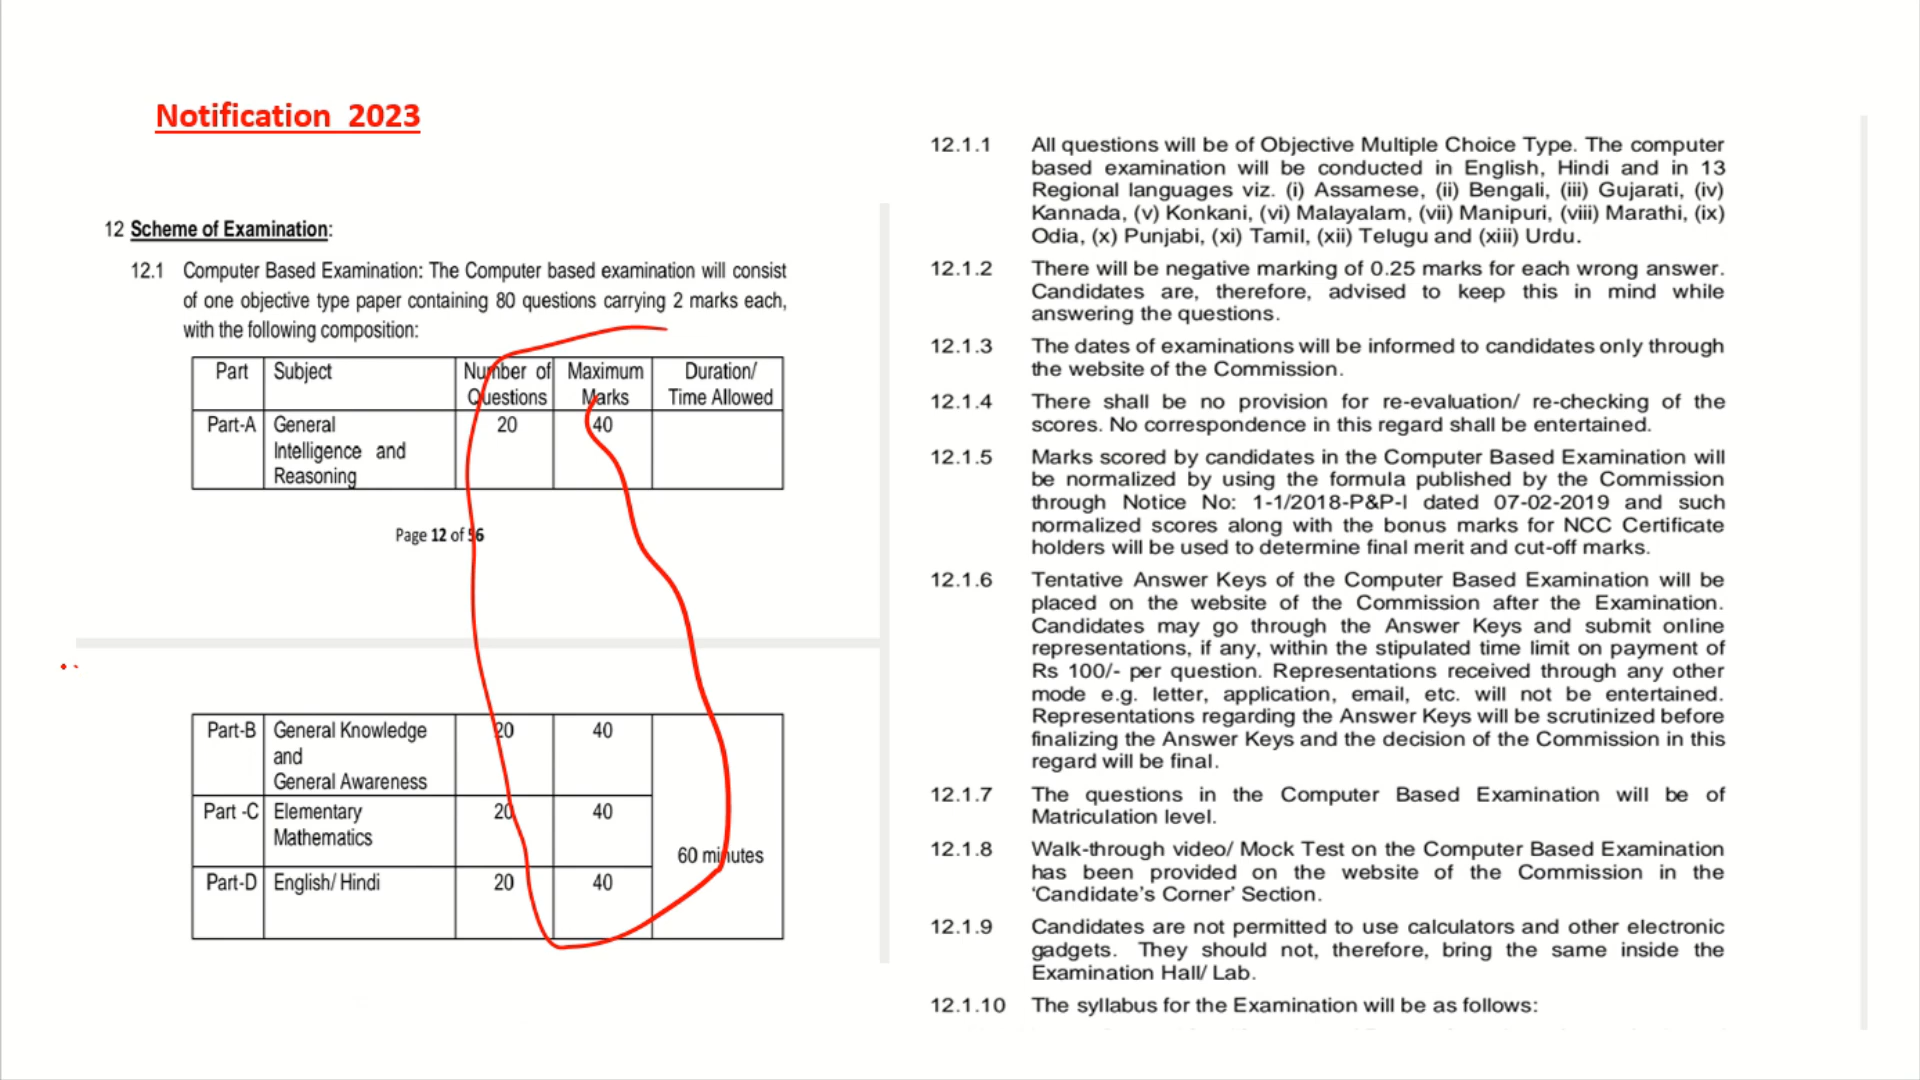 Notification 2023
12 Scheme of Examination:
12.1 Computer Based Examination: The Computer based examination will consist
of one objective type paper containing 80 questions carrying 2 marks each,
with the following composition:
Part Subject Number of Questions Maximum Marks Duration/ Time Allowed
Part-A General Intelligence and Reasoning 20 40
Page 12 of 56
Part-B General Knowledge and General Awareness 20 40
Part -C Elementary Mathematics 20 40
60 minutes
Part-D English/ Hindi 20 40
12.1.1 All questions will be of Objective Multiple Choice Type. The computer
based examination will be conducted in English, Hindi and in 13
Regional languages viz. (i) Assamese, (ii) Bengali, (iii) Gujarati, (iv)
Kannada, (v) Konkani, (vi) Malayalam, (vii) Manipuri, (viii) Marathi, (ix)
Odia, (x) Punjabi, (xi) Tamil, (xii) Telugu and (xiii) Urdu.
12.1.2 There will be negative marking of 0.25 marks for each wrong answer.
Candidates are, therefore, advised to keep this in mind while
answering the questions.
12.1.3 The dates of examinations will be informed to candidates only through
the website of the Commission.
12.1.4 There shall be no provision for re-evaluation/ re-checking of the
scores. No correspondence in this regard shall be entertained.
12.1.5 Marks scored by candidates in the Computer Based Examination will
be normalized by using the formula published by the Commission
through Notice No: 1-1/2018-P&P-I dated 07-02-2019 and such
normalized scores along with the bonus marks for NCC Certificate
holders will be used to determine final merit and cut-off marks.
12.1.6 Tentative Answer Keys of the Computer Based Examination will be
placed on the website of the Commission after the Examination.
Candidates may go through the Answer Keys and submit online
representations, if any, within the stipulated time limit on payment of
Rs 100/- per question. Representations received through any other
mode e.g. letter, application, email, etc. will not be entertained.
Representations regarding the Answer Keys will be scrutinized before
finalizing the Answer Keys and the decision of the Commission in this
regard will be final.
12.1.7 The questions in the Computer Based Examination will be of
Matriculation level.
12.1.8 Walk-through video/ Mock Test on the Computer Based Examination
has been provided on the website of the Commission in the
‘Candidate’s Corner’ Section.
12.1.9 Candidates are not permitted to use calculators and other electronic
gadgets. They should not, therefore, bring the same inside the
Examination Hall/ Lab.
12.1.10 The syllabus for the Examination will be as follows: